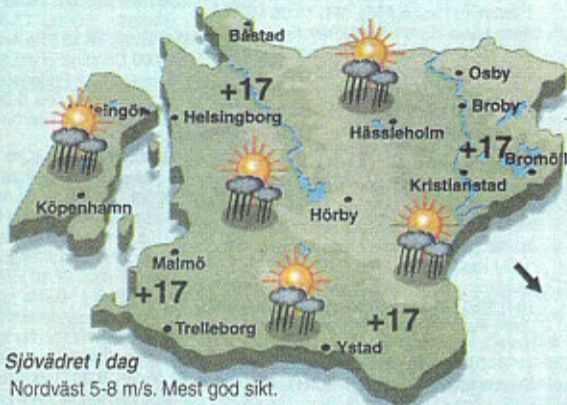 Båstad
Osby
+17
Broby
Helsingborg
Hässleholm
+17
Kristianstad
Köpenhamn
Hörby
Malmö
+17
+17
Trelleborg
Ystad
Sjövädret i dag
Nordväst 5-8 m/s. Mest god sikt.